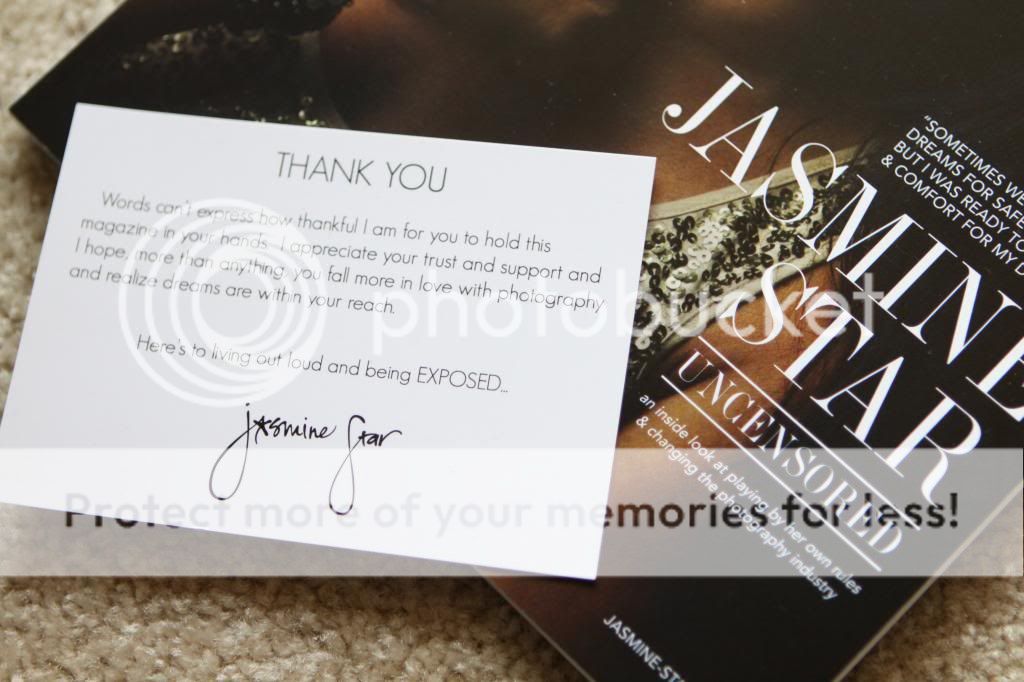 THANK YOU
Words can't express how thankful I am for you to hold this
magazine in your hands. I appreciate your trust and support and
I hope, more than anything, you fall more in love with photography
and realize dreams are within your reach.
Here's to living out loud and being EXPOSED...
jasmine star
JASMINE
STAR
UNCENSORED
an inside look at playing by her own rules
& changing the photography industry
"SOMETIMES WE
DREAMS FOR SAFE
BUT I WAS READY TO
& COMFORT FOR MY D
JASMINE-STA
photobucket
Protect more of your memories for less!